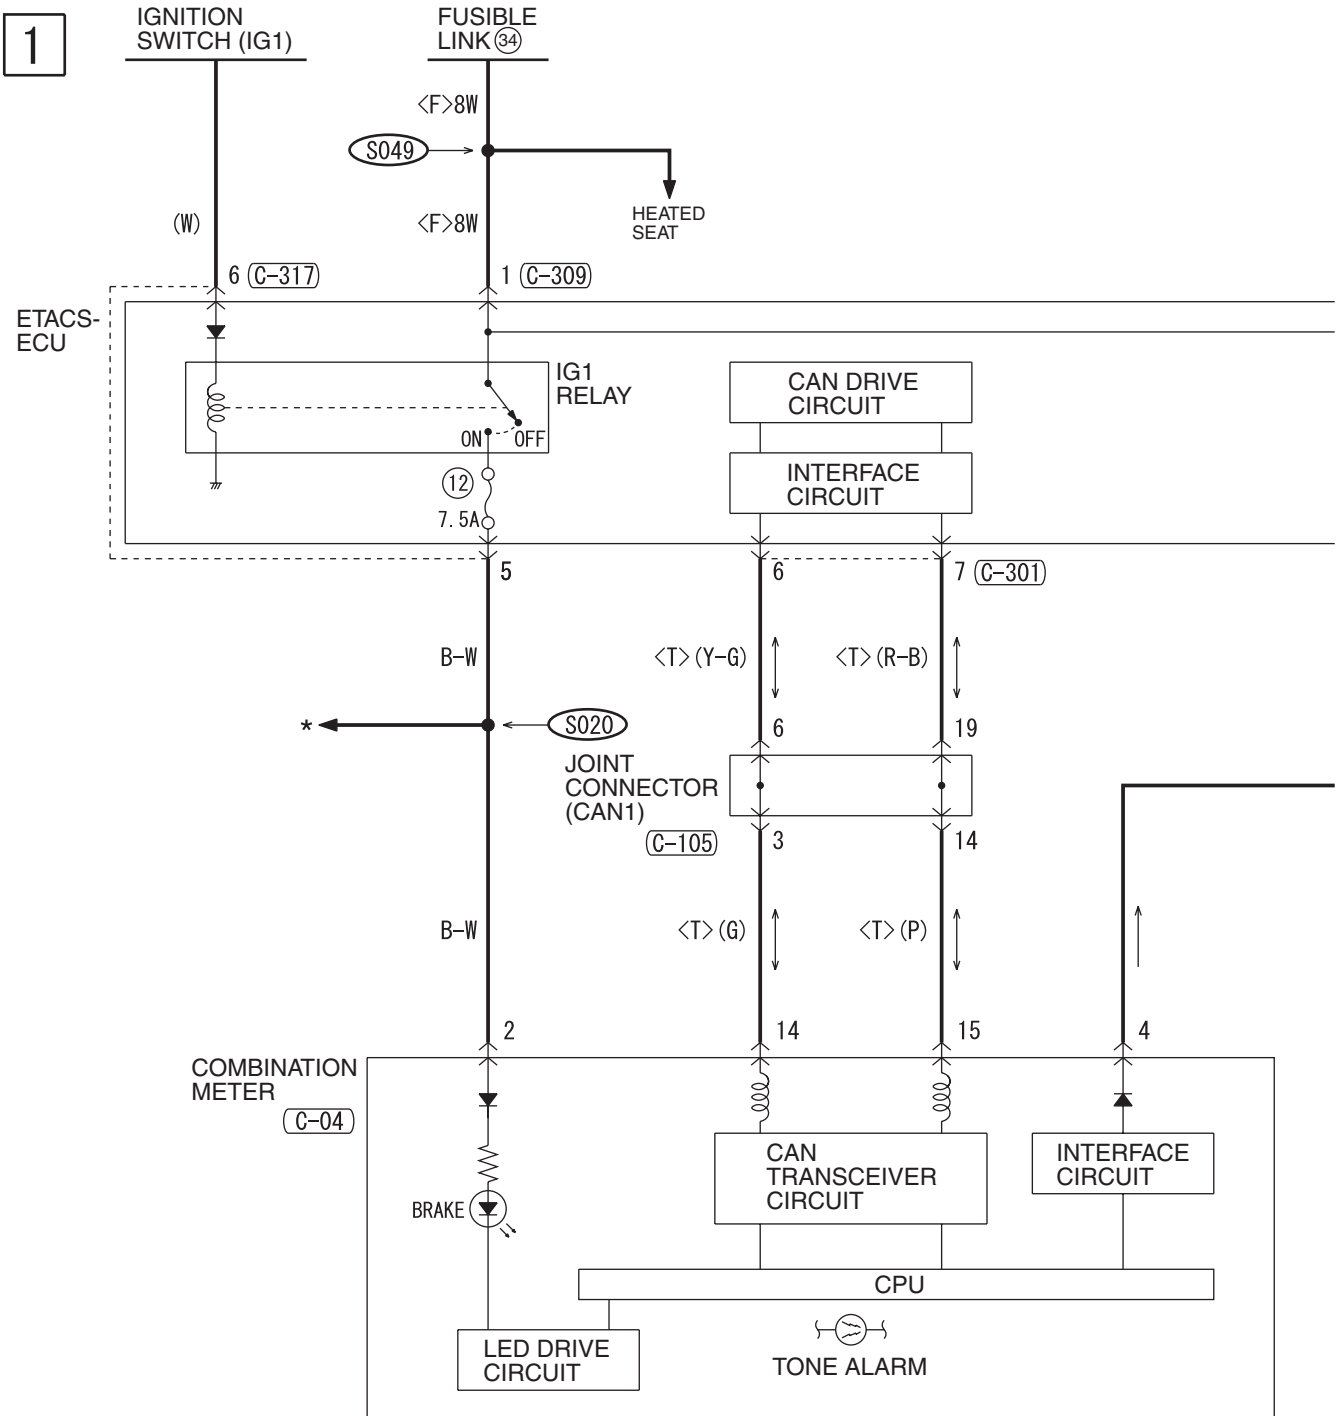 1
IGNITION
SWITCH (IG1)
FUSIBLE
LINK 34
<F>8W
S049
HEATED
SEAT
(W)
<F>8W
6 C-317
1 C-309
ETACS-
ECU
IG1
RELAY
ON
OFF
12
7.5A
CAN DRIVE
CIRCUIT
INTERFACE
CIRCUIT
5
6
7 C-301
B-W
<T>(Y-G)
<T>(R-B)
*
S020
6
19
JOINT
CONNECTOR
(CAN1)
C-105
3
14
B-W
<T>(G)
<T>(P)
2
14
15
4
COMBINATION
METER
C-04
BRAKE
CAN
TRANSCEIVER
CIRCUIT
INTERFACE
CIRCUIT
CPU
LED DRIVE
CIRCUIT
TONE ALARM